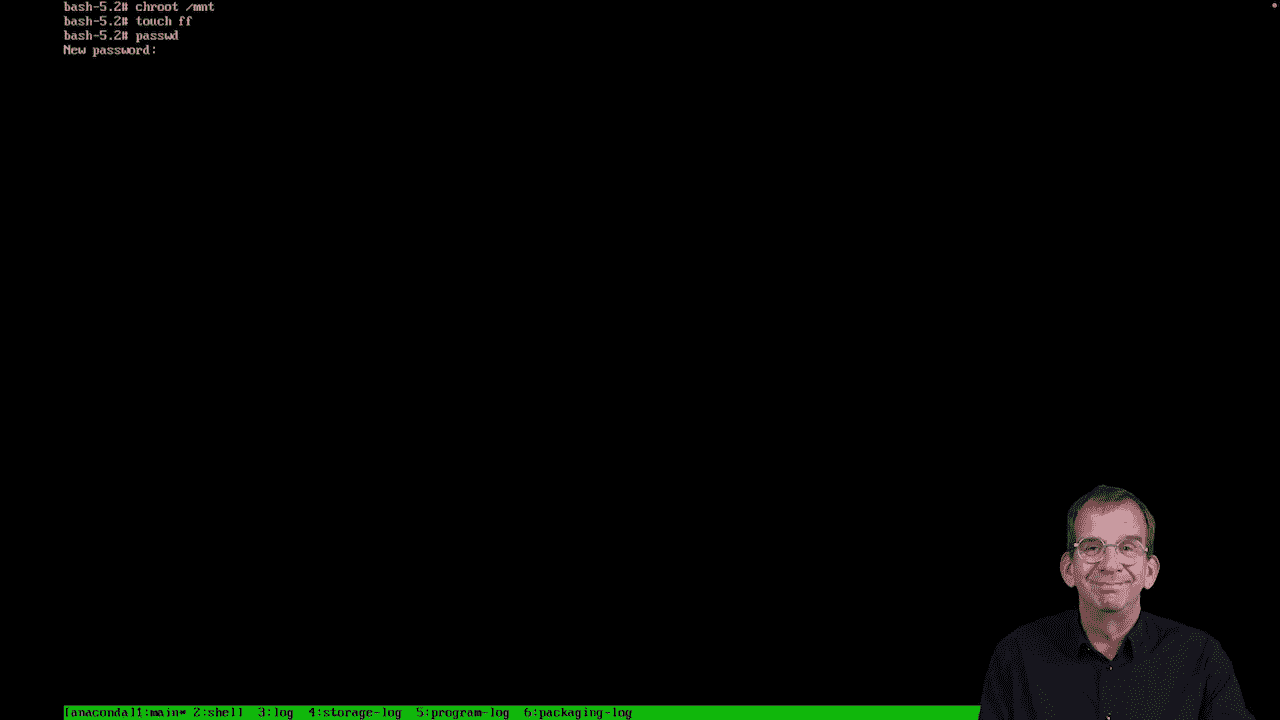 bash-5.2# chroot /mnt
bash-5.2# touch ff
bash-5.2# passwd
New password:
[anaconda]1:main* 2:shell  3:log  4:storage-log  5:program-log  6:packaging-log